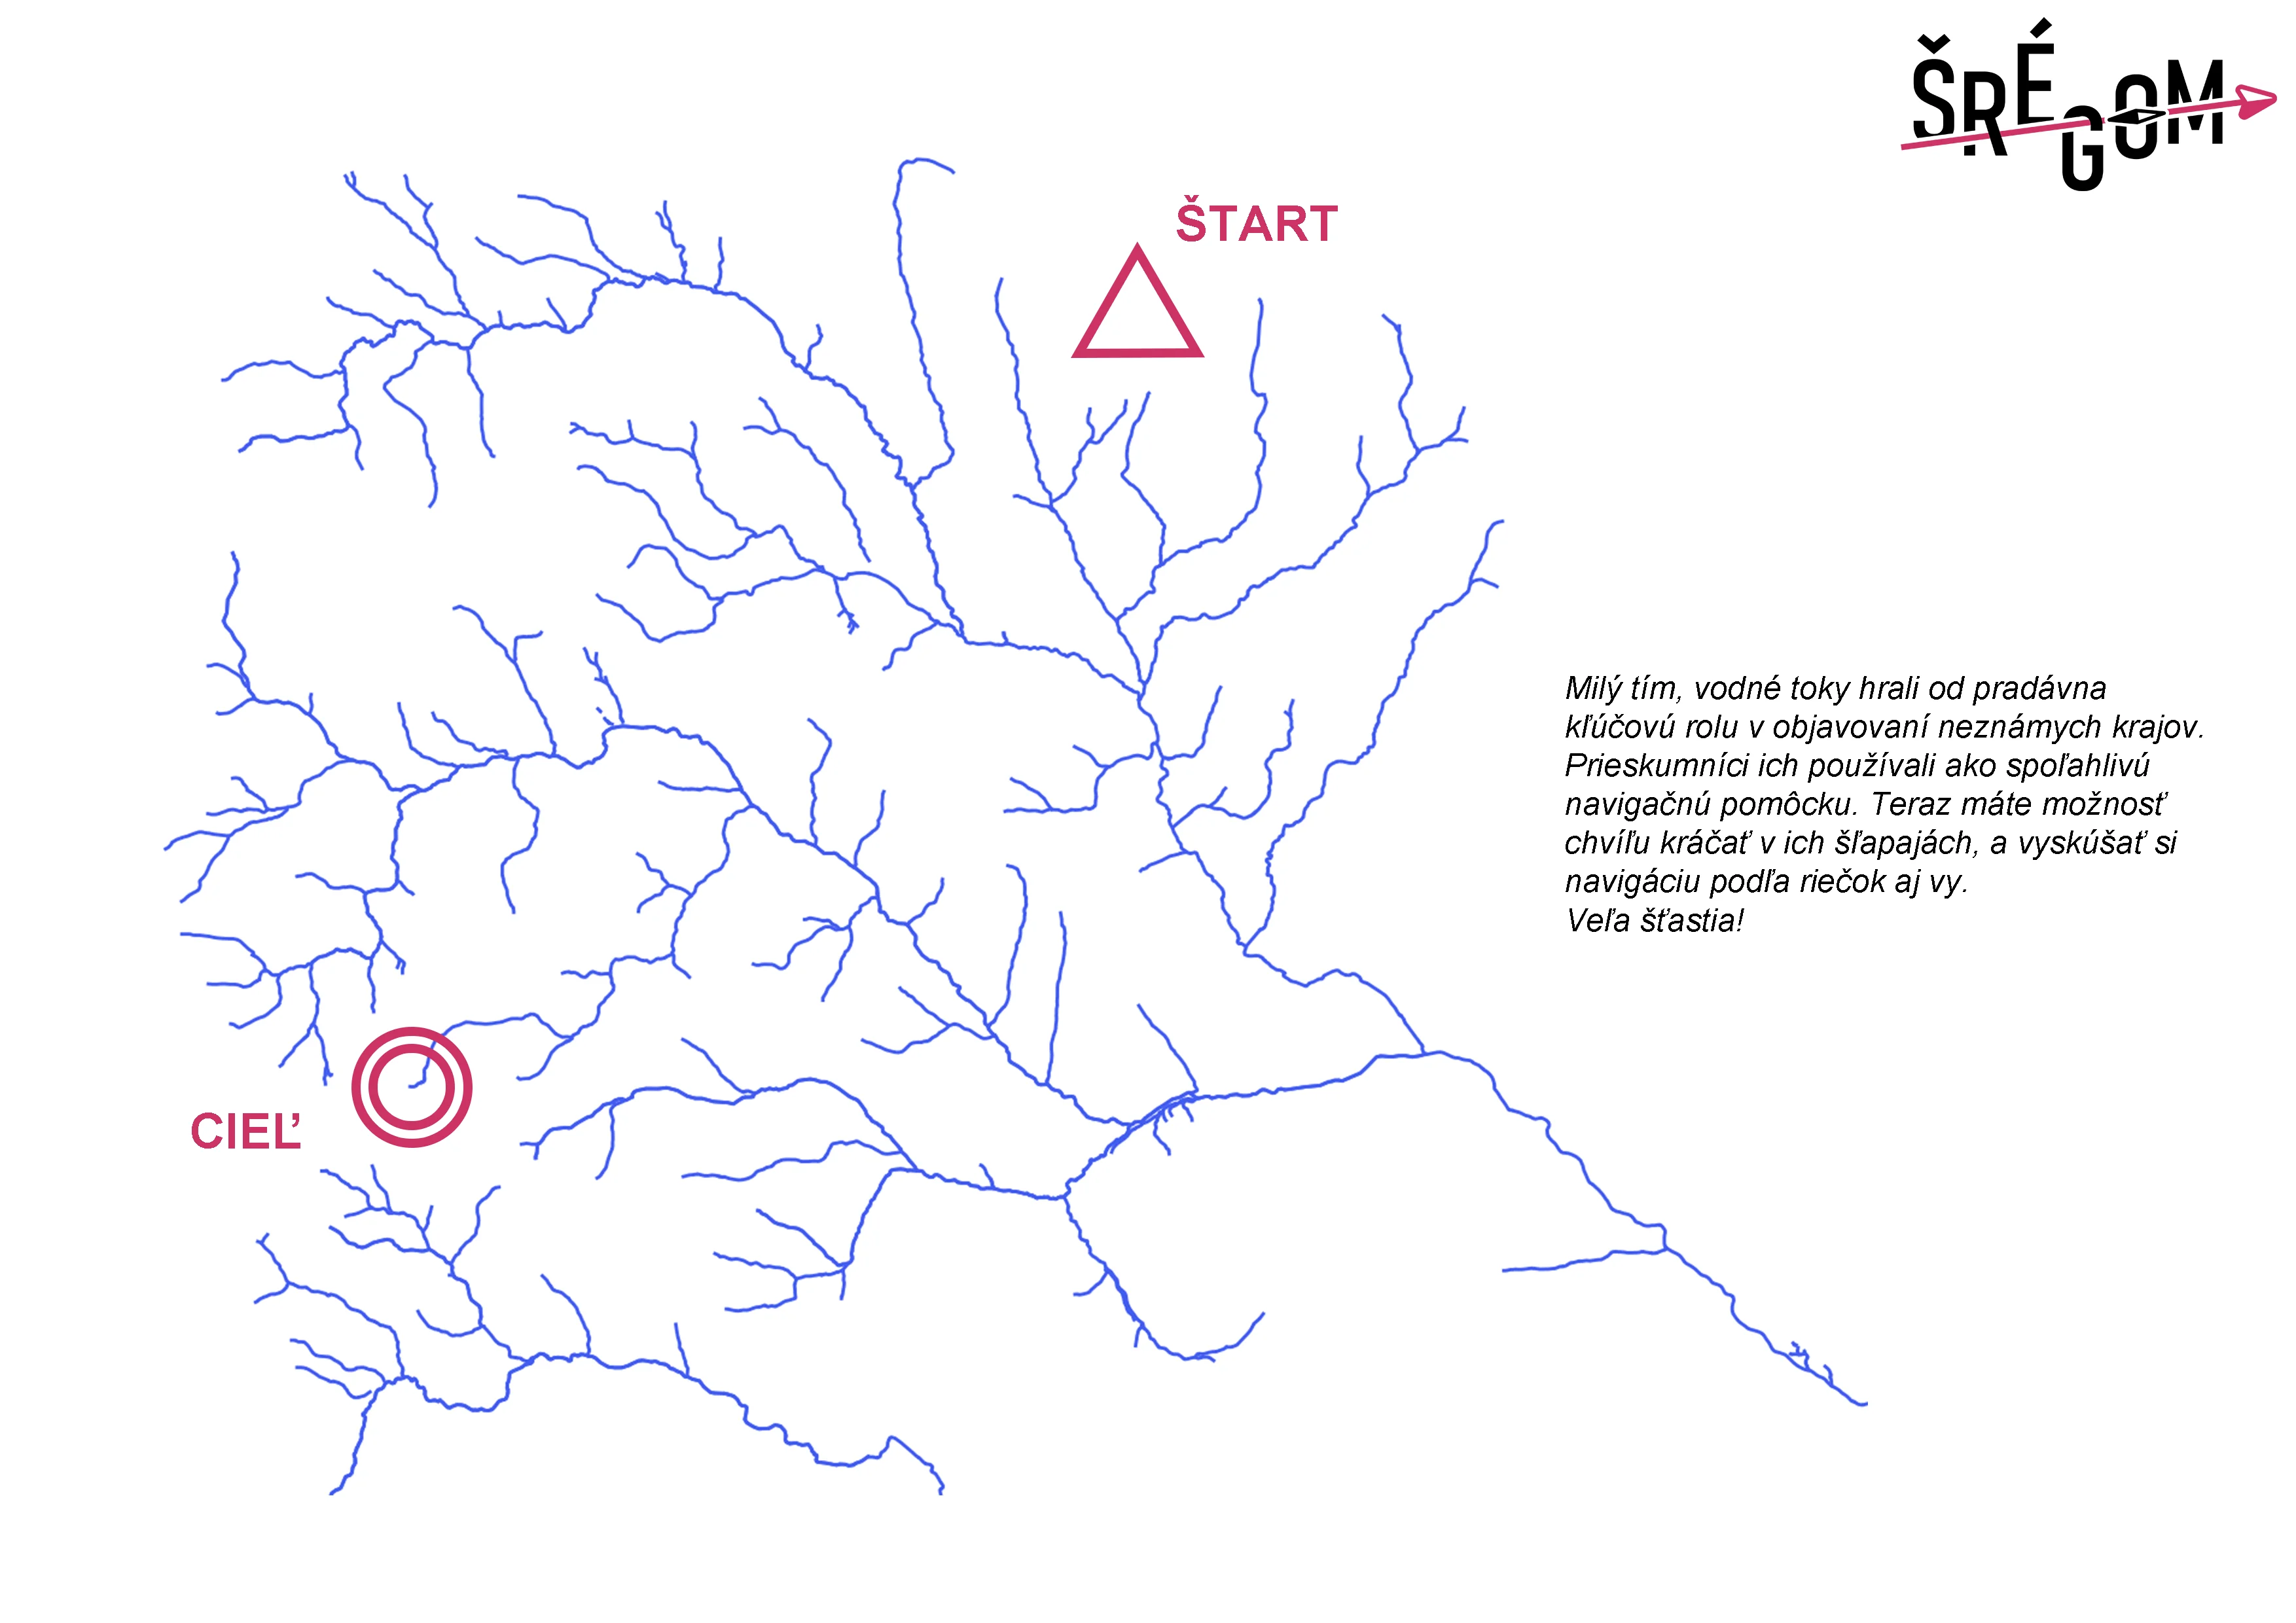 ŠRÉGOM
ŠTART
Milý tím, vodné toky hrali od pradávna
kľúčovú rolu v objavovaní neznámych krajov.
Prieskumníci ich používali ako spoľahlivú
navigačnú pomôcku. Teraz máte možnosť
chvíľu kráčať v ich šľapajách, a vyskúšať si
navigáciu podľa riečok aj vy.
Veľa šťastia!
CIEĽ